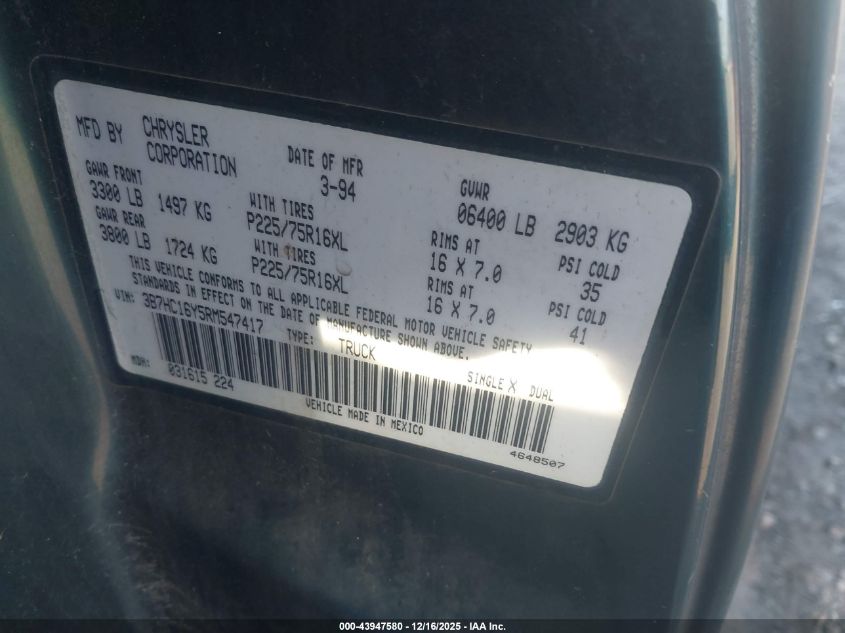 MFD BY CHRYSLER CORPORATION DATE OF MFR 3-94 GVWR 06400 LB 2903 KG
GAWR FRONT WITH TIRES RIMS AT PSI COLD
3300 LB 1497 KG P225/75R16XL 16 X 7.0 35
GAWR REAR WITH TIRES RIMS AT PSI COLD
3800 LB 1724 KG P225/75R16XL 16 X 7.0 41
THIS VEHICLE CONFORMS TO ALL APPLICABLE FEDERAL MOTOR VEHICLE SAFETY
STANDARDS IN EFFECT ON THE DATE OF MANUFACTURE SHOWN ABOVE.
VIN: 3B7HC16Y5RM547417 TYPE: TRUCK SINGLE X DUAL
MDH: 031615 224
VEHICLE MADE IN MEXICO
4648507
000-43947580 - 12/16/2025 - IAA Inc.